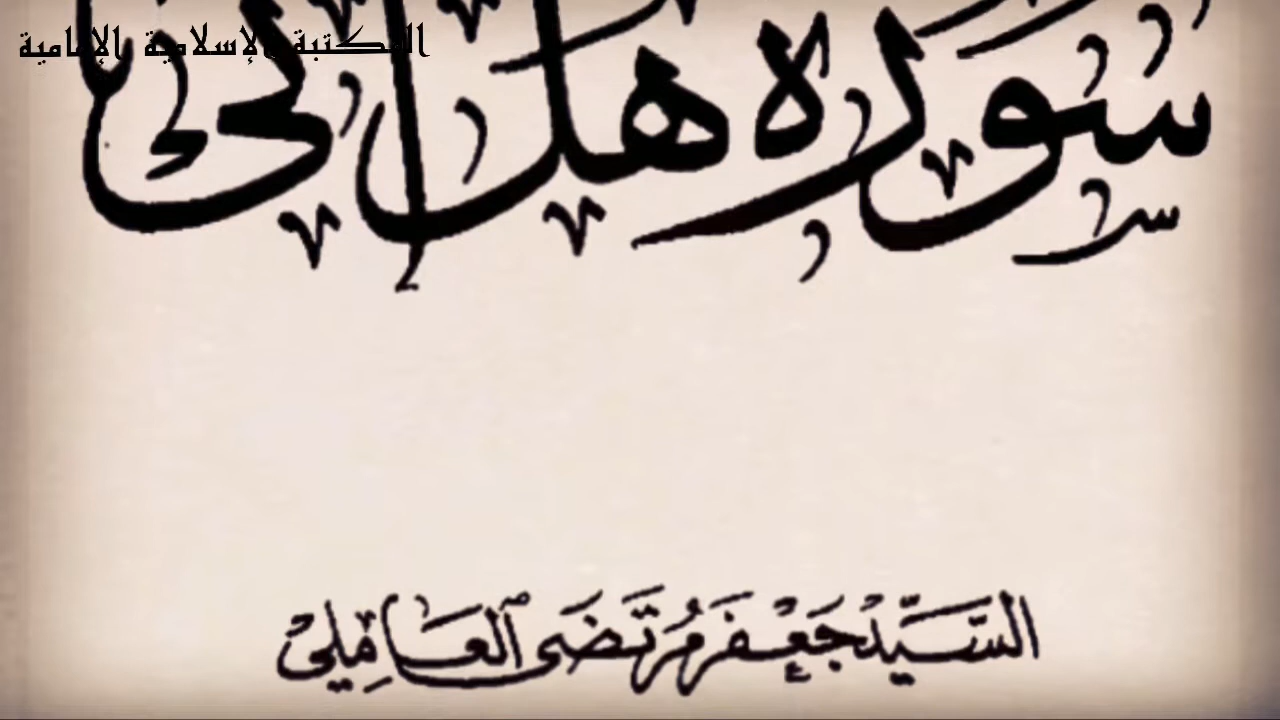 المكتبة الإسلامية الإمامية
سورة هل أتى
السيد جعفر مرتضى العاملي